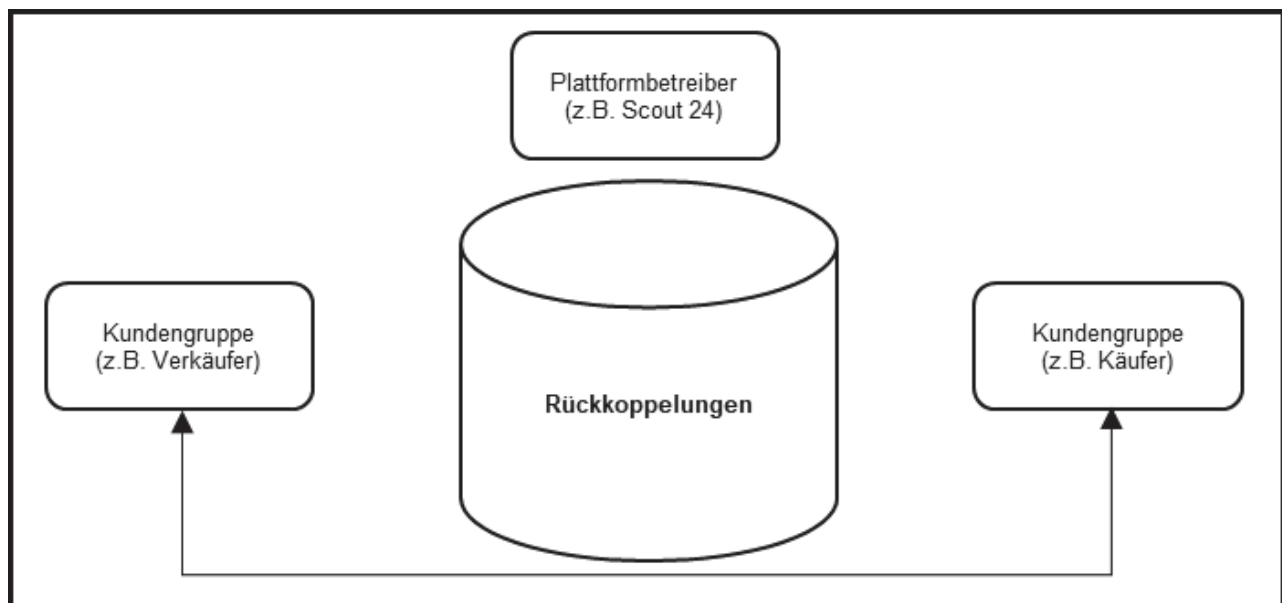 Plattformbetreiber
(z.B. Scout 24)
Kundengruppe
(z.B. Verkäufer)
Kundengruppe
(z.B. Käufer)
Rückkoppelungen